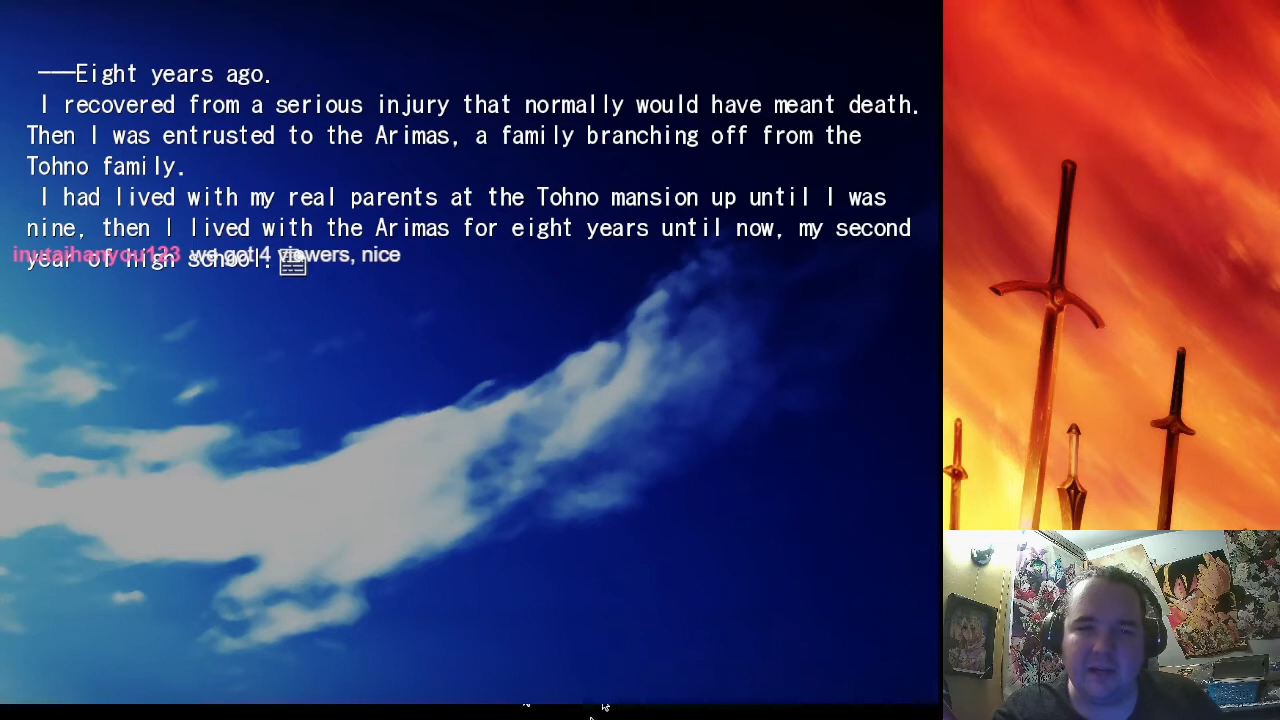 ──Eight years ago.
I recovered from a serious injury that normally would have meant death.
Then I was entrusted to the Arimas, a family branching off from the
Tohno family.
I had lived with my real parents at the Tohno mansion up until I was
nine, then I lived with the Arimas for eight years until now, my second
year of high school.
inutaihanyou123 we got 4 viewers, nice